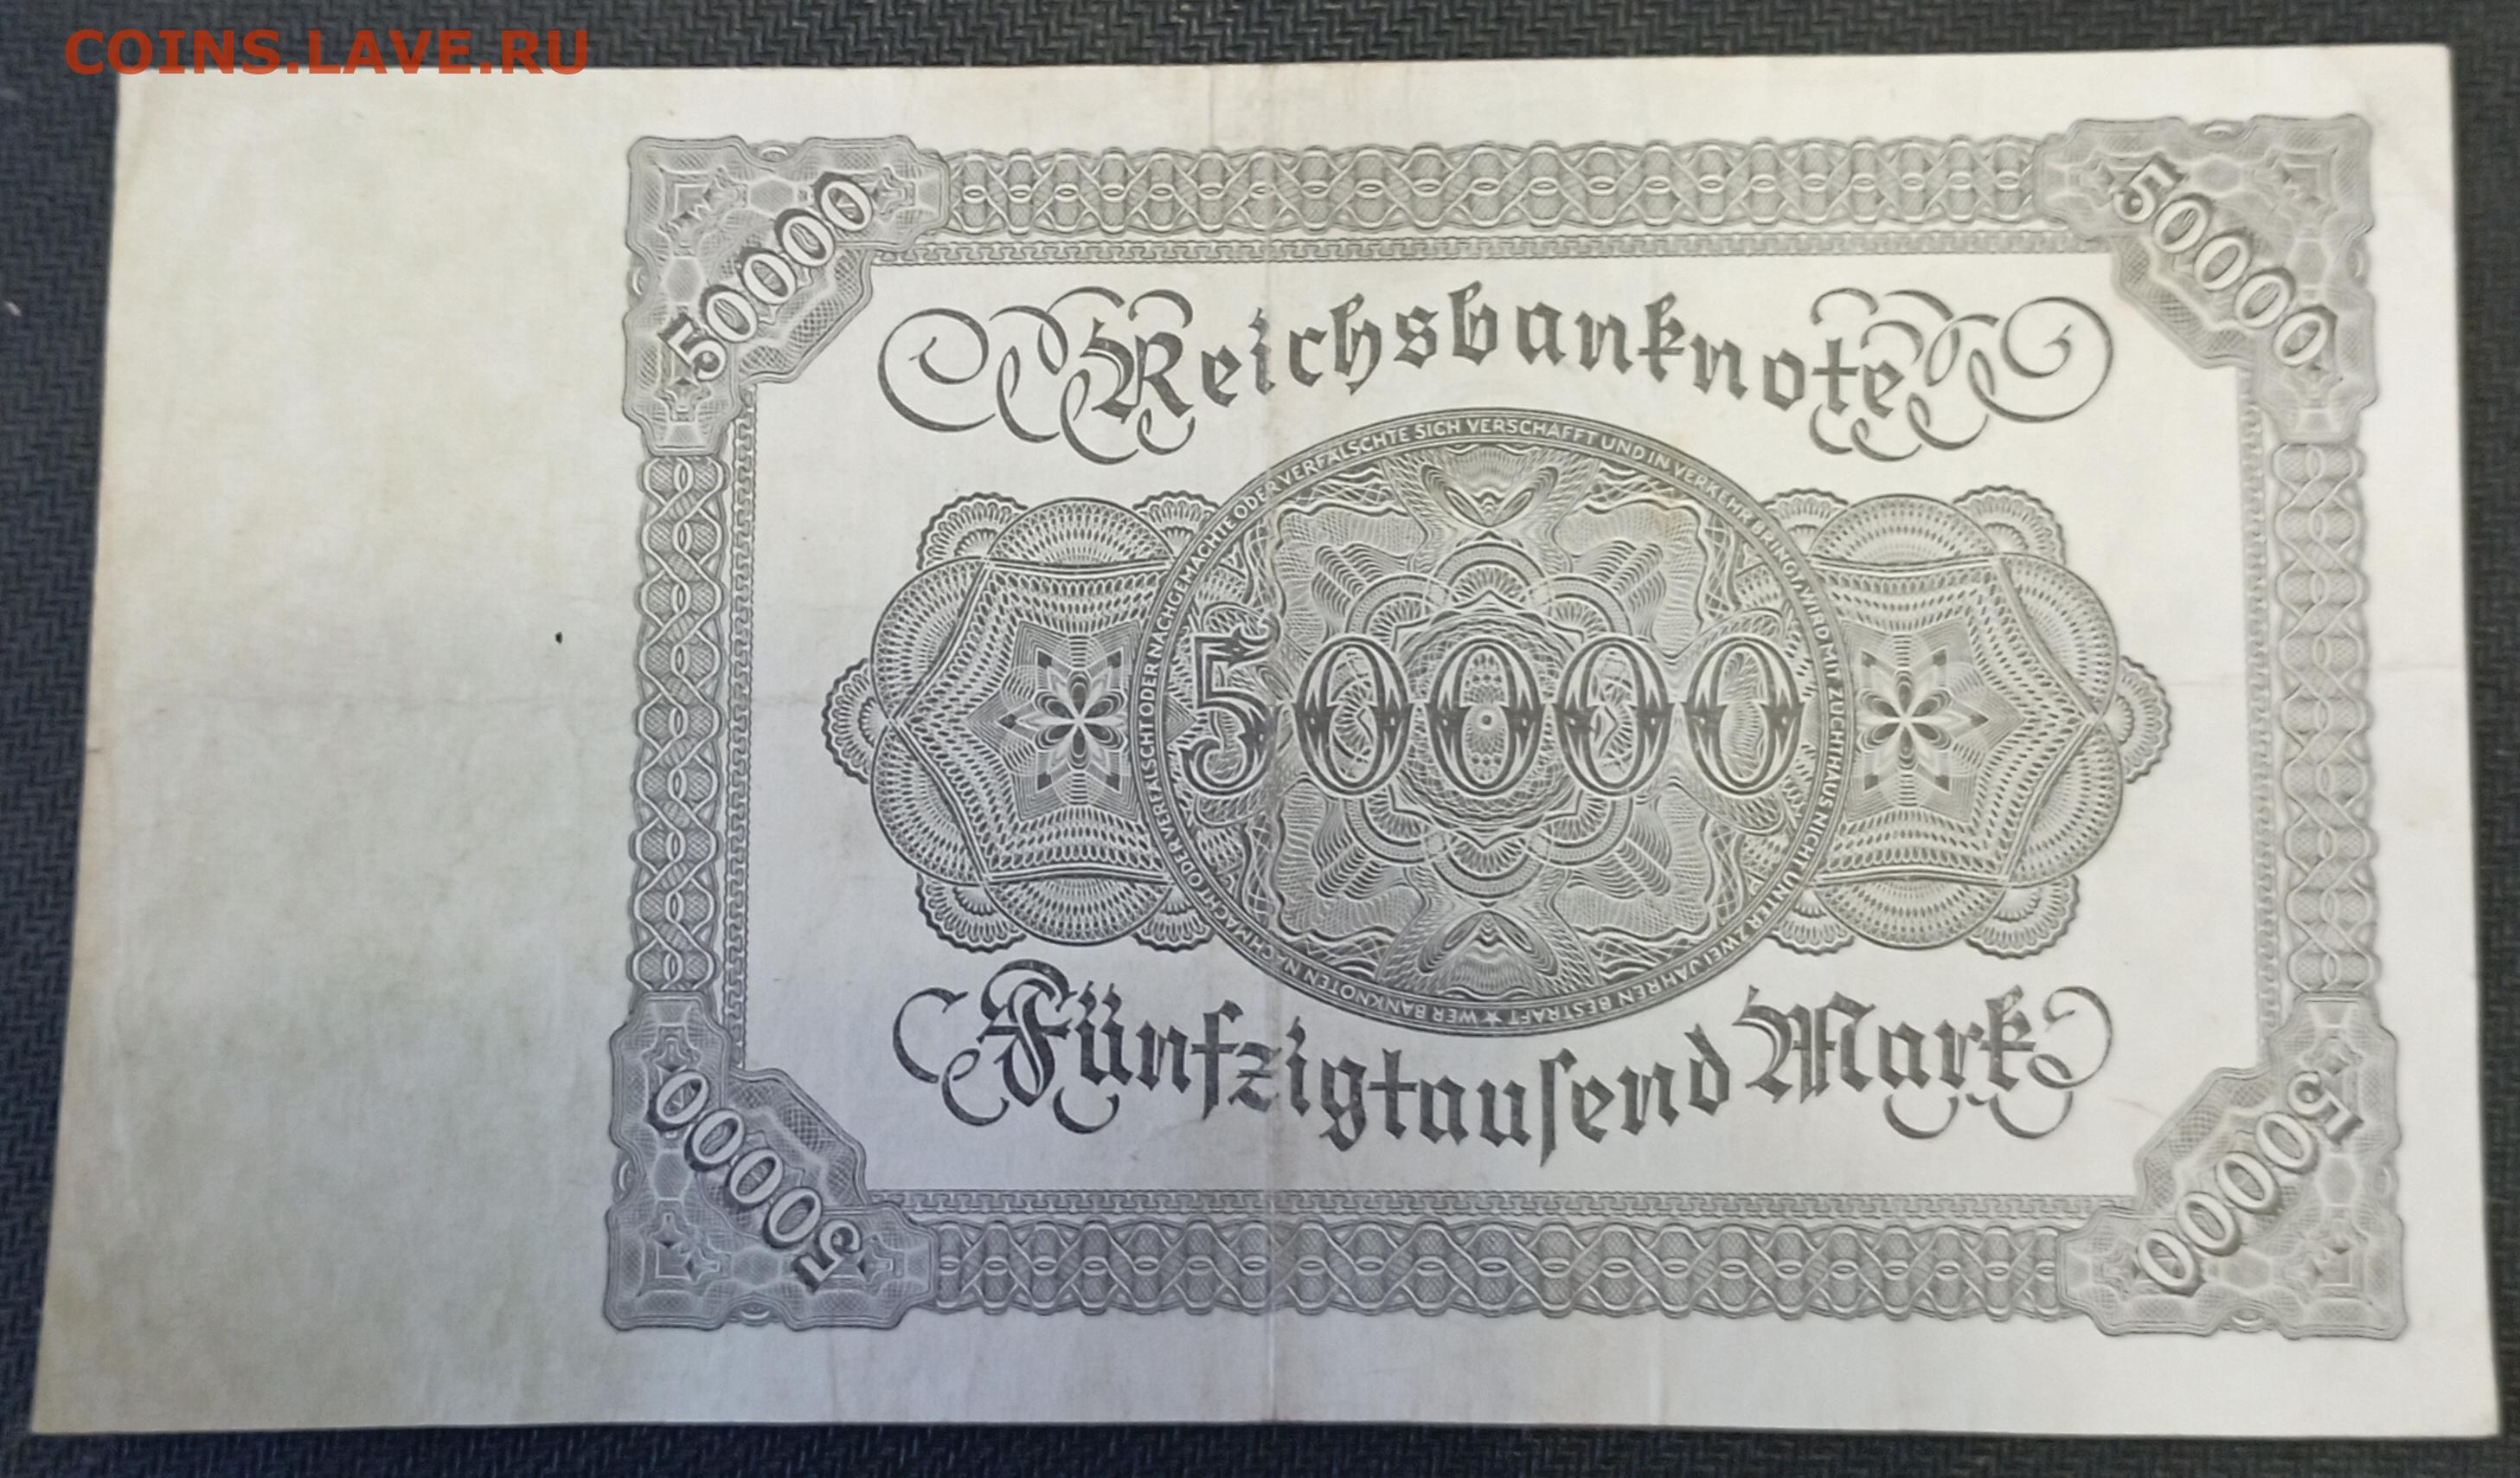 COINS.LAVE.RU
50000
50000
Reichsbanknote
WER BANKNOTEN NACHMACHT ODER VERFÄLSCHT ODER NACHGEMACHTE ODER VERFÄLSCHTE SICH VERSCHAFFT UND IN VERKEHR BRINGT, WIRD MIT ZUCHTHAUS NICHT UNTER ZWEI JAHREN BESTRAFT ★
50000
Fünfzigtauſend Mark
50000
50000